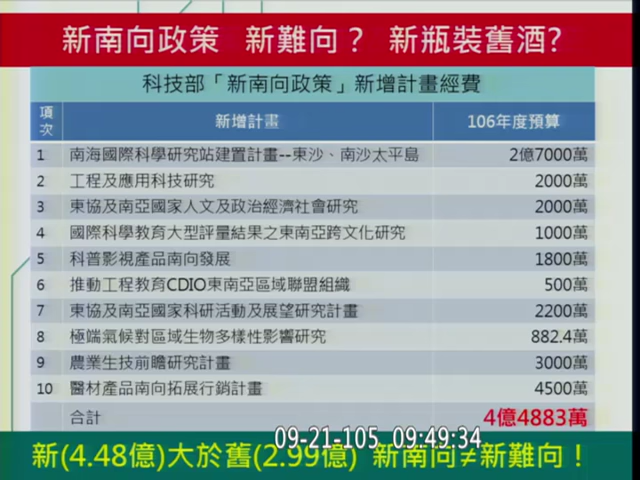 新南向政策 新難向？ 新瓶裝舊酒?
科技部「新南向政策」新增計畫經費
項次 新增計畫 106年度預算
1 南海國際科學研究站建置計畫--東沙、南沙太平島 2億7000萬
2 工程及應用科技研究 2000萬
3 東協及南亞國家人文及政治經濟社會研究 2000萬
4 國際科學教育大型評量結果之東南亞跨文化研究 1000萬
5 科普影視產品南向發展 1800萬
6 推動工程教育CDIO東南亞區域聯盟組織 500萬
7 東協及南亞國家科研活動及展望研究計畫 2200萬
8 極端氣候對區域生物多樣性影響研究 882.4萬
9 農業生技前瞻研究計畫 3000萬
10 醫材產品南向拓展行銷計畫 4500萬
合計 4億4883萬
09-21-105 09:49:34
新(4.48億)大於舊(2.99億) 新南向≠新難向！